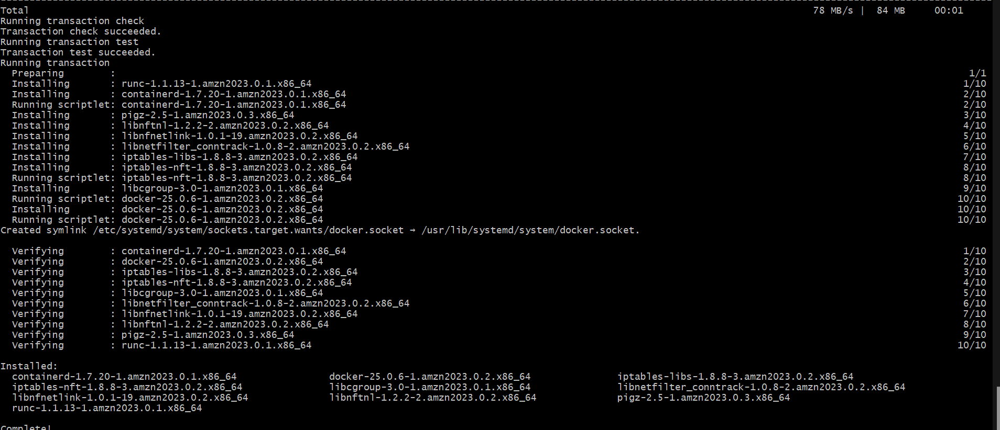 Total 78 MB/s | 84 MB 00:01
Running transaction check
Transaction check succeeded.
Running transaction test
Transaction test succeeded.
Running transaction
Preparing : 1/1
Installing : runc-1.1.13-1.amzn2023.0.1.x86_64 1/10
Installing : containerd-1.7.20-1.amzn2023.0.1.x86_64 2/10
Running scriptlet: containerd-1.7.20-1.amzn2023.0.1.x86_64 2/10
Installing : pigz-2.5-1.amzn2023.0.3.x86_64 3/10
Installing : libnftnl-1.2.2-2.amzn2023.0.2.x86_64 4/10
Installing : libnfnetlink-1.0.1-19.amzn2023.0.2.x86_64 5/10
Installing : libnetfilter_conntrack-1.0.8-2.amzn2023.0.2.x86_64 6/10
Installing : iptables-libs-1.8.8-3.amzn2023.0.2.x86_64 7/10
Installing : iptables-nft-1.8.8-3.amzn2023.0.2.x86_64 8/10
Running scriptlet: iptables-nft-1.8.8-3.amzn2023.0.2.x86_64 8/10
Installing : libcgroup-3.0-1.amzn2023.0.1.x86_64 9/10
Running scriptlet: docker-25.0.6-1.amzn2023.0.2.x86_64 10/10
Installing : docker-25.0.6-1.amzn2023.0.2.x86_64 10/10
Running scriptlet: docker-25.0.6-1.amzn2023.0.2.x86_64 10/10
Created symlink /etc/systemd/system/sockets.target.wants/docker.socket → /usr/lib/systemd/system/docker.socket.
Verifying : containerd-1.7.20-1.amzn2023.0.1.x86_64 1/10
Verifying : docker-25.0.6-1.amzn2023.0.2.x86_64 2/10
Verifying : iptables-libs-1.8.8-3.amzn2023.0.2.x86_64 3/10
Verifying : iptables-nft-1.8.8-3.amzn2023.0.2.x86_64 4/10
Verifying : libcgroup-3.0-1.amzn2023.0.1.x86_64 5/10
Verifying : libnetfilter_conntrack-1.0.8-2.amzn2023.0.2.x86_64 6/10
Verifying : libnfnetlink-1.0.1-19.amzn2023.0.2.x86_64 7/10
Verifying : libnftnl-1.2.2-2.amzn2023.0.2.x86_64 8/10
Verifying : pigz-2.5-1.amzn2023.0.3.x86_64 9/10
Verifying : runc-1.1.13-1.amzn2023.0.1.x86_64 10/10
Installed:
containerd-1.7.20-1.amzn2023.0.1.x86_64 docker-25.0.6-1.amzn2023.0.2.x86_64 iptables-libs-1.8.8-3.amzn2023.0.2.x86_64
iptables-nft-1.8.8-3.amzn2023.0.2.x86_64 libcgroup-3.0-1.amzn2023.0.1.x86_64 libnetfilter_conntrack-1.0.8-2.amzn2023.0.2.x86_64
libnfnetlink-1.0.1-19.amzn2023.0.2.x86_64 libnftnl-1.2.2-2.amzn2023.0.2.x86_64 pigz-2.5-1.amzn2023.0.3.x86_64
runc-1.1.13-1.amzn2023.0.1.x86_64
Complete!